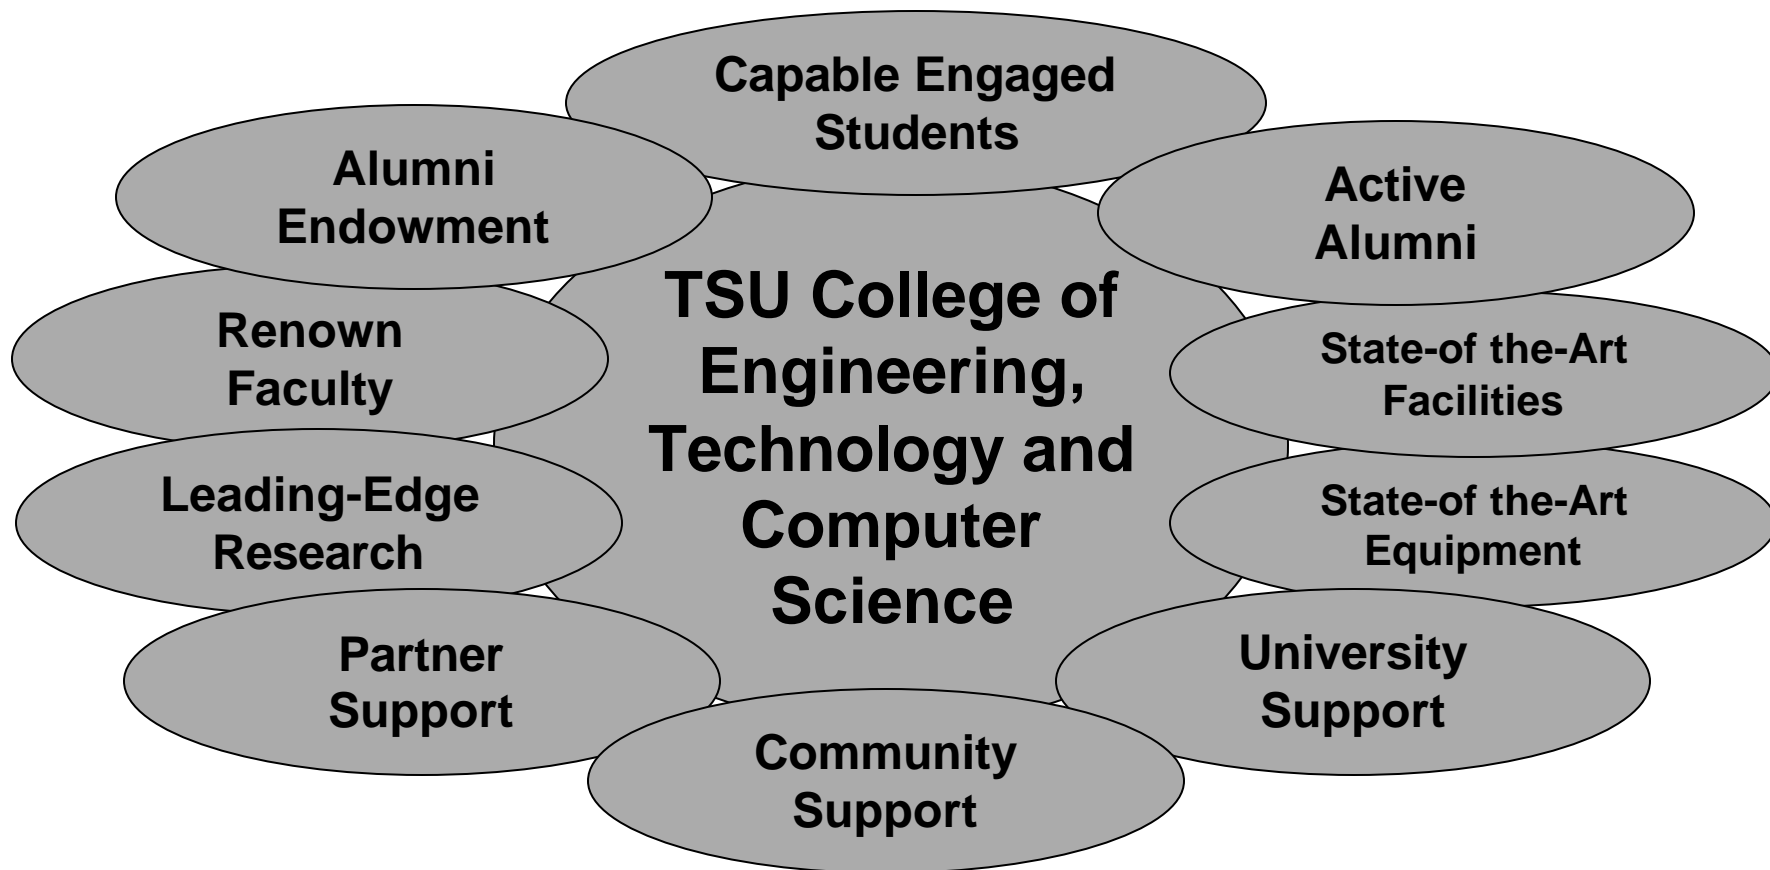 Capable Engaged
Students
Alumni
Endowment
Active
Alumni
TSU College of
Engineering,
Technology and
Computer
Science
Renown
Faculty
State-of the-Art
Facilities
Leading-Edge
Research
State-of the-Art
Equipment
Partner
Support
University
Support
Community
Support